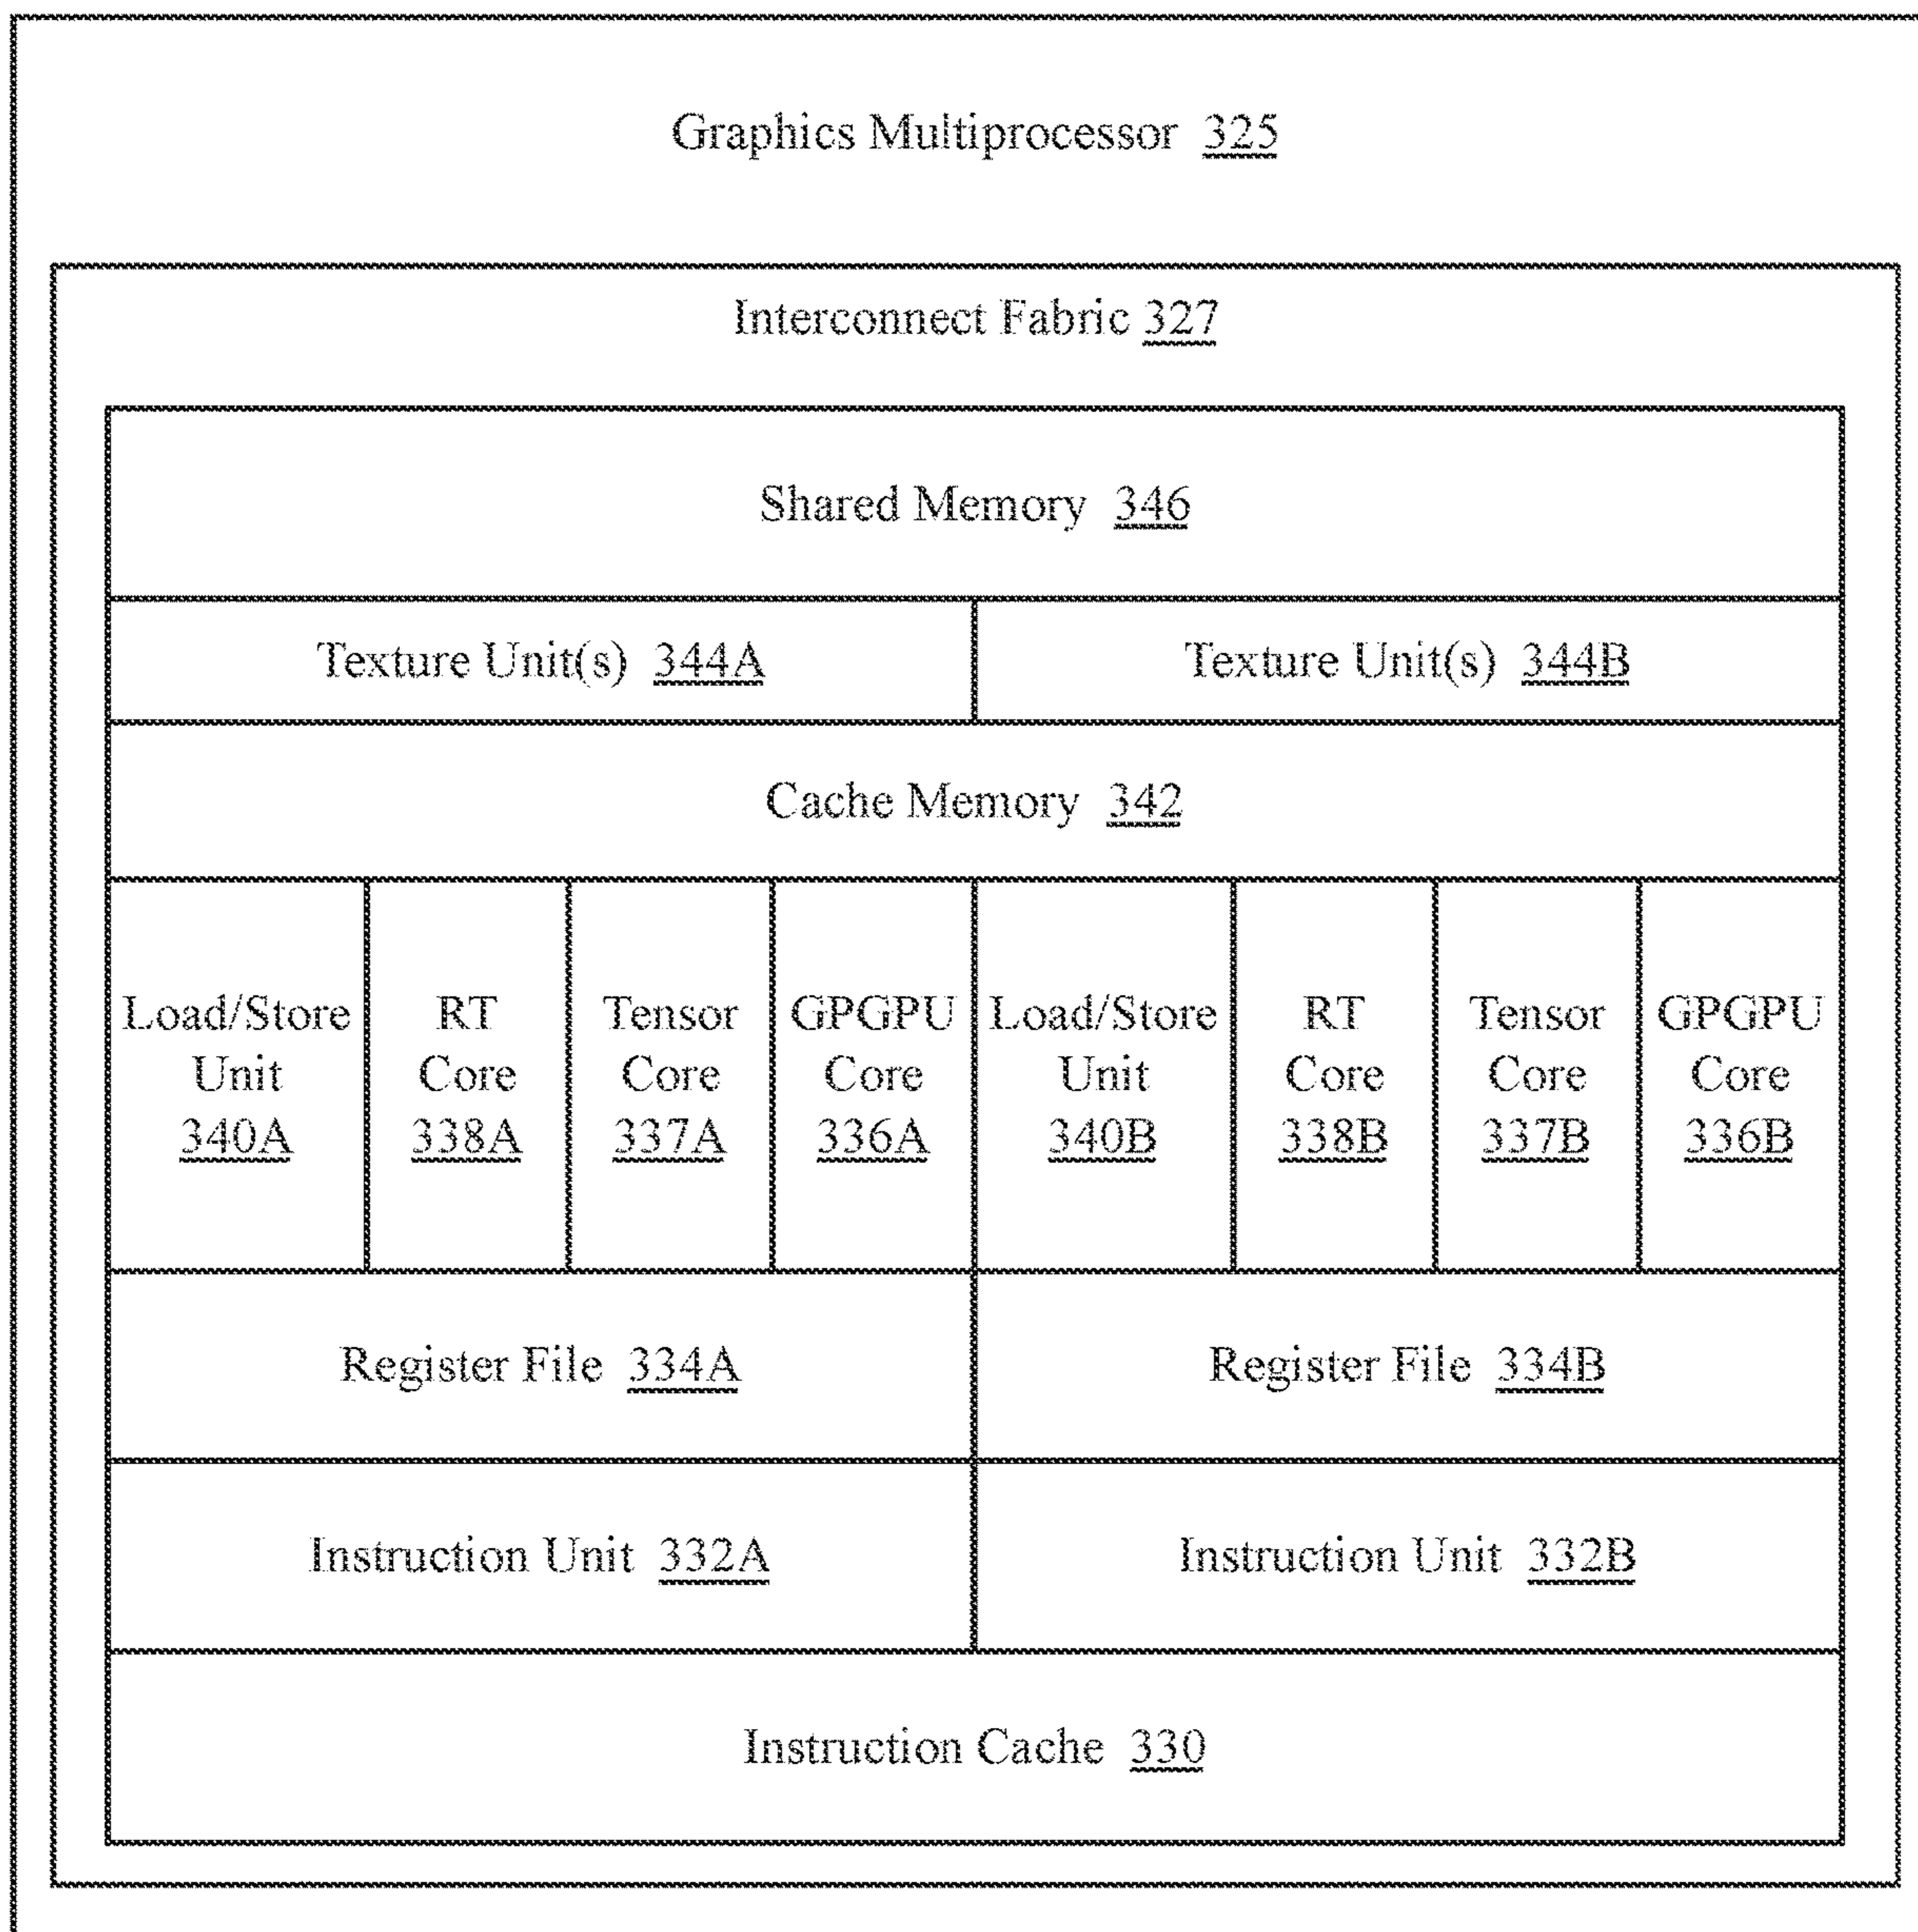 Graphics Multiprocessor 325
Interconnect Fabric 327
Shared Memory 346
Texture Unit(s) 344A
Texture Unit(s) 344B
Cache Memory 342
Load/Store
Unit
340A
RT
Core
338A
Tensor
Core
337A
GPGPU
Core
336A
Load/Store
Unit
340B
RT
Core
338B
Tensor
Core
337B
GPGPU
Core
336B
Register File 334A
Register File 334B
Instruction Unit 332A
Instruction Unit 332B
Instruction Cache 330